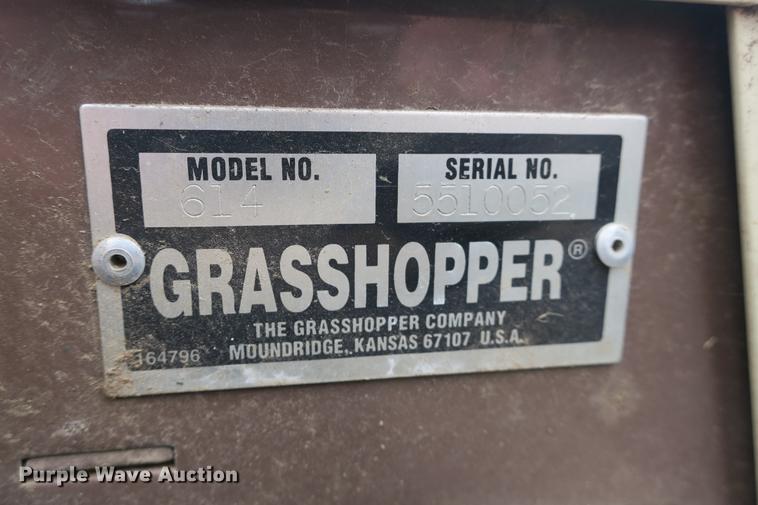 MODEL NO. SERIAL NO.
614 5510052
GRASSHOPPER®
THE GRASSHOPPER COMPANY
164796 MOUNDRIDGE, KANSAS 67107 U.S.A.
Purple Wave Auction